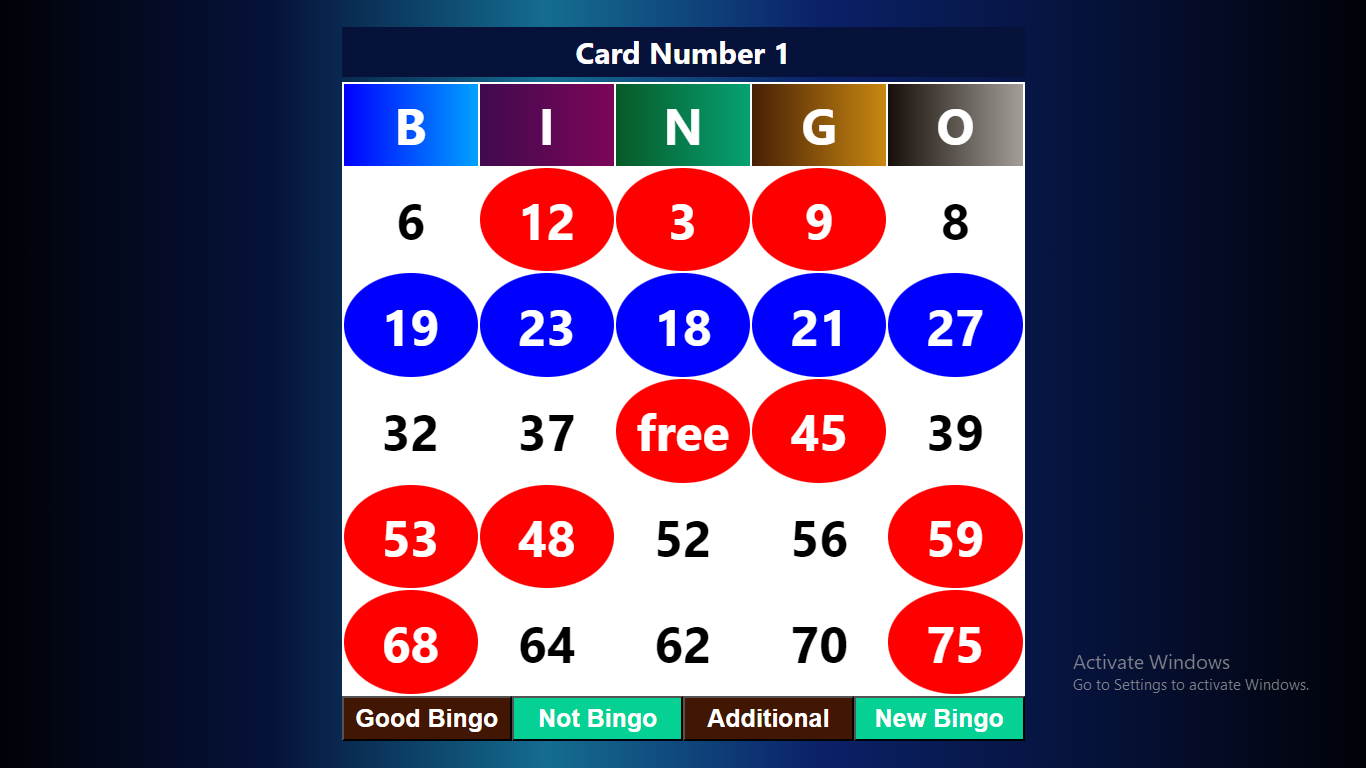 Card Number 1
B I N G O
6 12 3 9 8
19 23 18 21 27
32 37 free 45 39
53 48 52 56 59
68 64 62 70 75
Good Bingo Not Bingo Additional New Bingo
Activate Windows
Go to Settings to activate Windows.